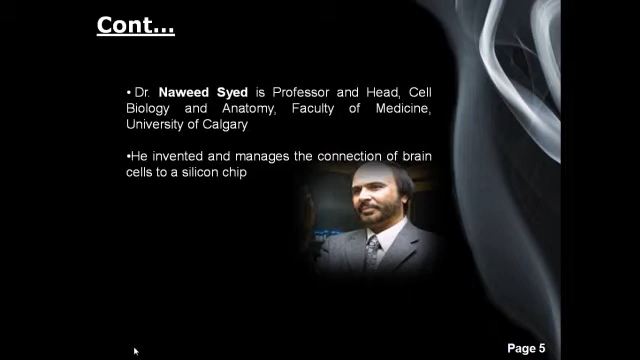 Cont...
• Dr. Naweed Syed is Professor and Head, Cell
Biology and Anatomy, Faculty of Medicine,
University of Calgary
•He invented and manages the connection of brain
cells to a silicon chip
Page 5